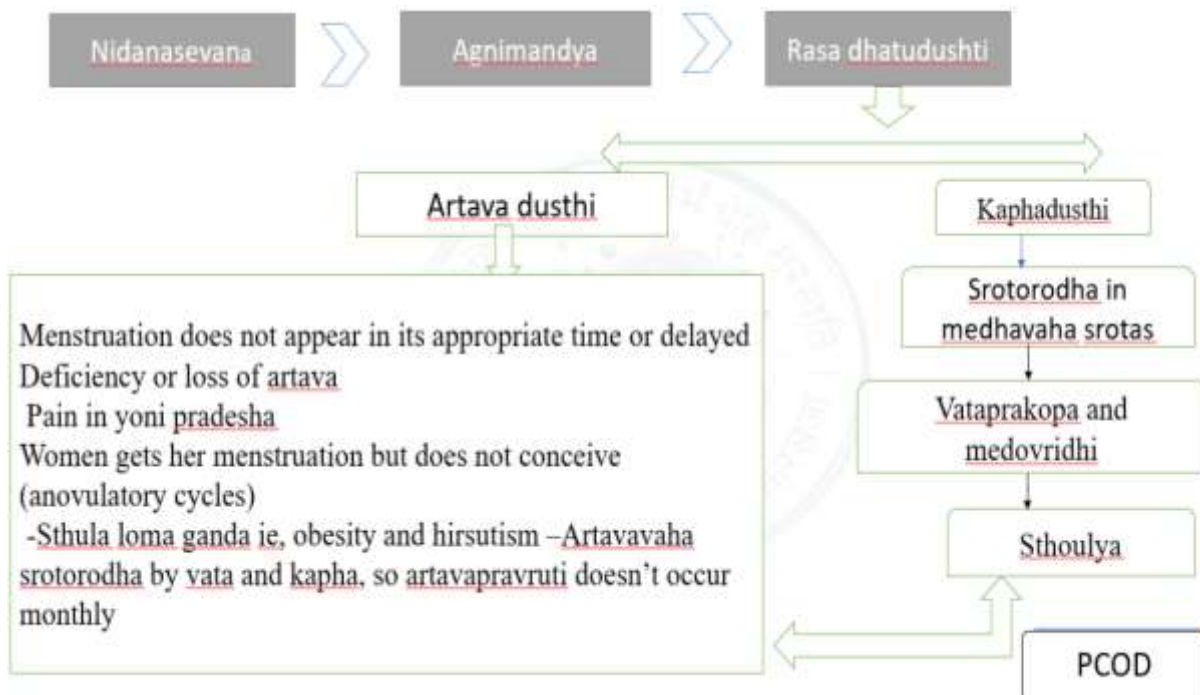 Nidanasevana
Agnimandya
Rasa dhatudushti
Artava dusthi
Kaphadusthi
Srotorodha in
medhavaha srotas
Vataprakopa and
medovridhi
Sthoulya
Menstruation does not appear in its appropriate time or delayed
Deficiency or loss of artava
Pain in yoni pradesha
Women gets her menstruation but does not conceive
(anovulatory cycles)
-Sthula loma ganda ie, obesity and hirsutism –Artavavaha
srotorodha by vata and kapha, so artavapravruti doesn’t occur
monthly
PCOD